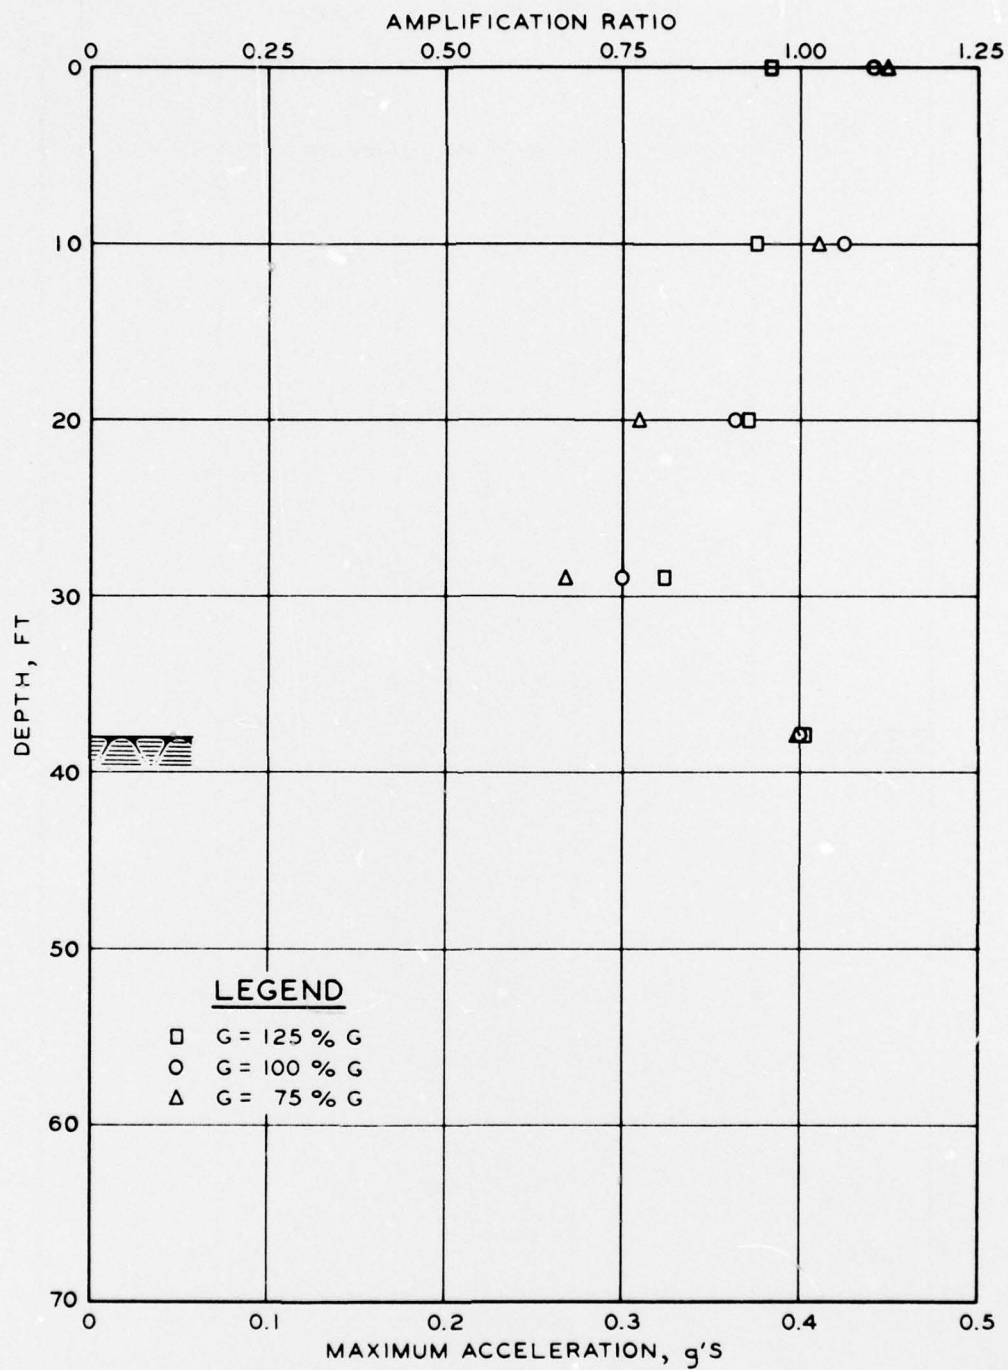 AMPLIFICATION RATIO
0 0.25 0.50 0.75 1.00 1.25
0
10
20
30
40
50
60
70
DEPTH, FT
LEGEND
□ G = 125 % G
○ G = 100 % G
△ G = 75 % G
0 0.1 0.2 0.3 0.4 0.5
MAXIMUM ACCELERATION, g'S